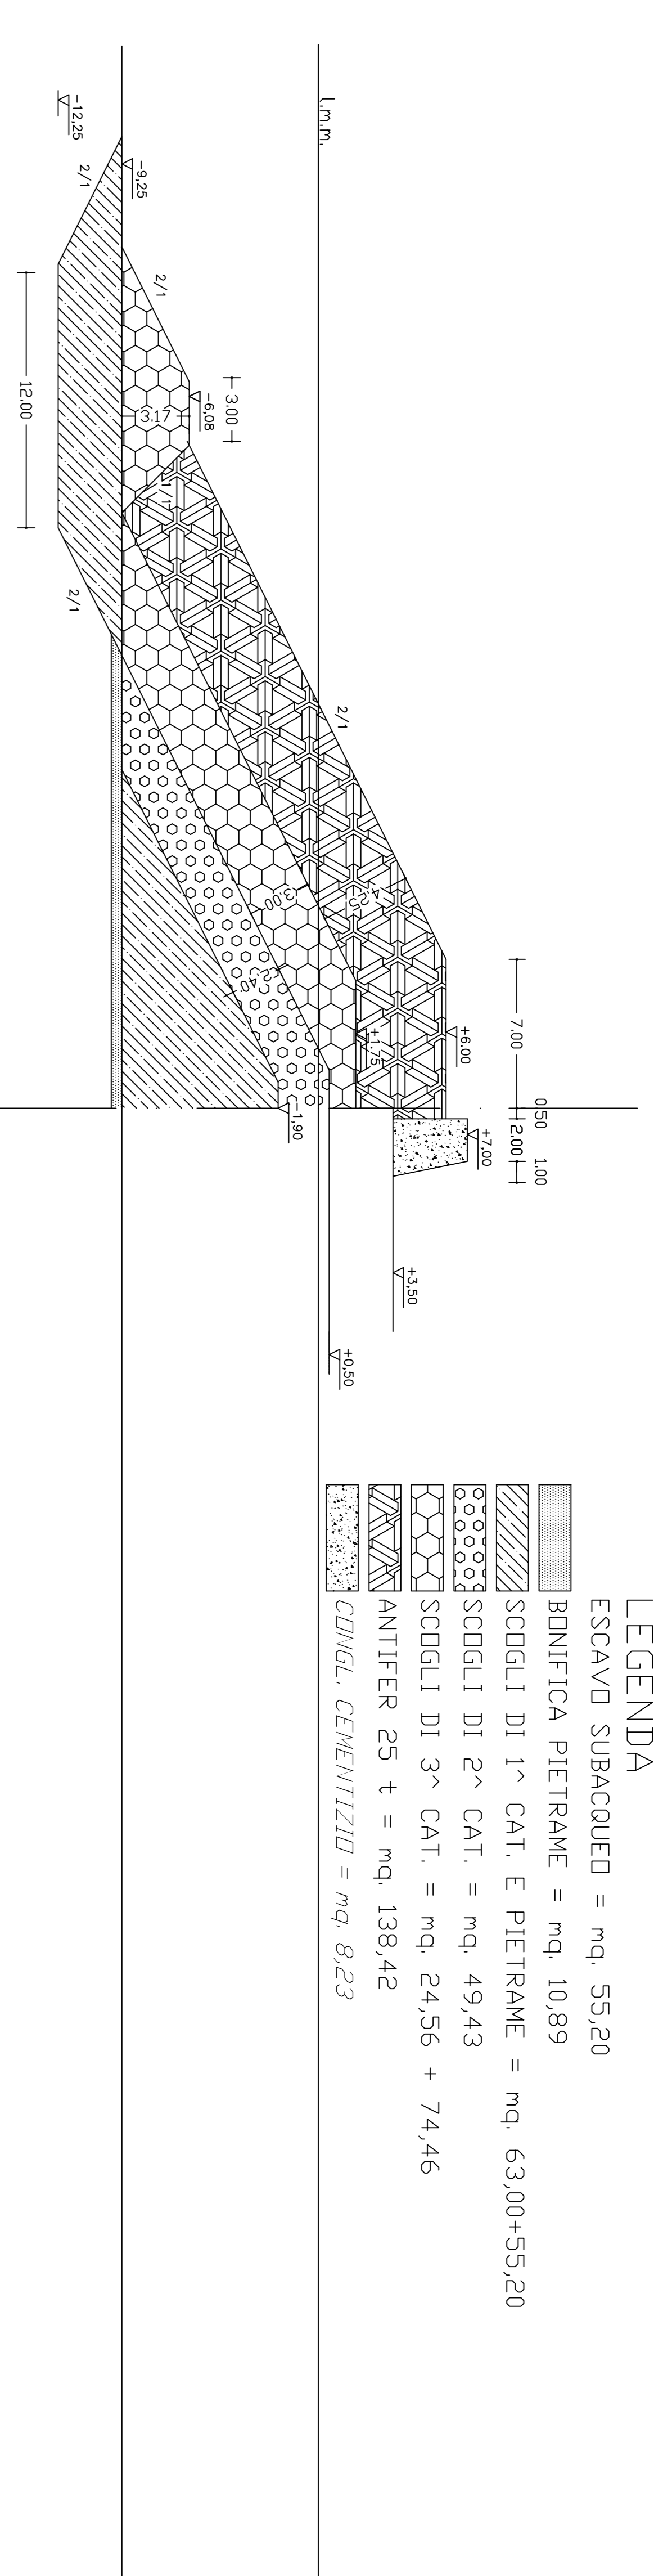 l.m.m.
-12,25
-9,25
2/1
2/1
12.00
3.17
-6.08
3.00
1/1
2/1
2/1
4.25
3.00
2.40
+6.00
7.00
+1.75
-1,90
0.50
2.00
1.00
+7,00
+3,50
+0,50
LEGENDA
ESCAVO SUBACQUEO = mq. 55,20
BONIFICA PIETRAME = mq. 10,89
SCOGLI DI 1^ CAT. E PIETRAME = mq. 63,00+55,20
SCOGLI DI 2^ CAT. = mq. 49,43
SCOGLI DI 3^ CAT. = mq. 24,56 + 74,46
ANTIFER 25 t = mq. 138,42
CONGL. CEMENTIZIO = mq. 8,23